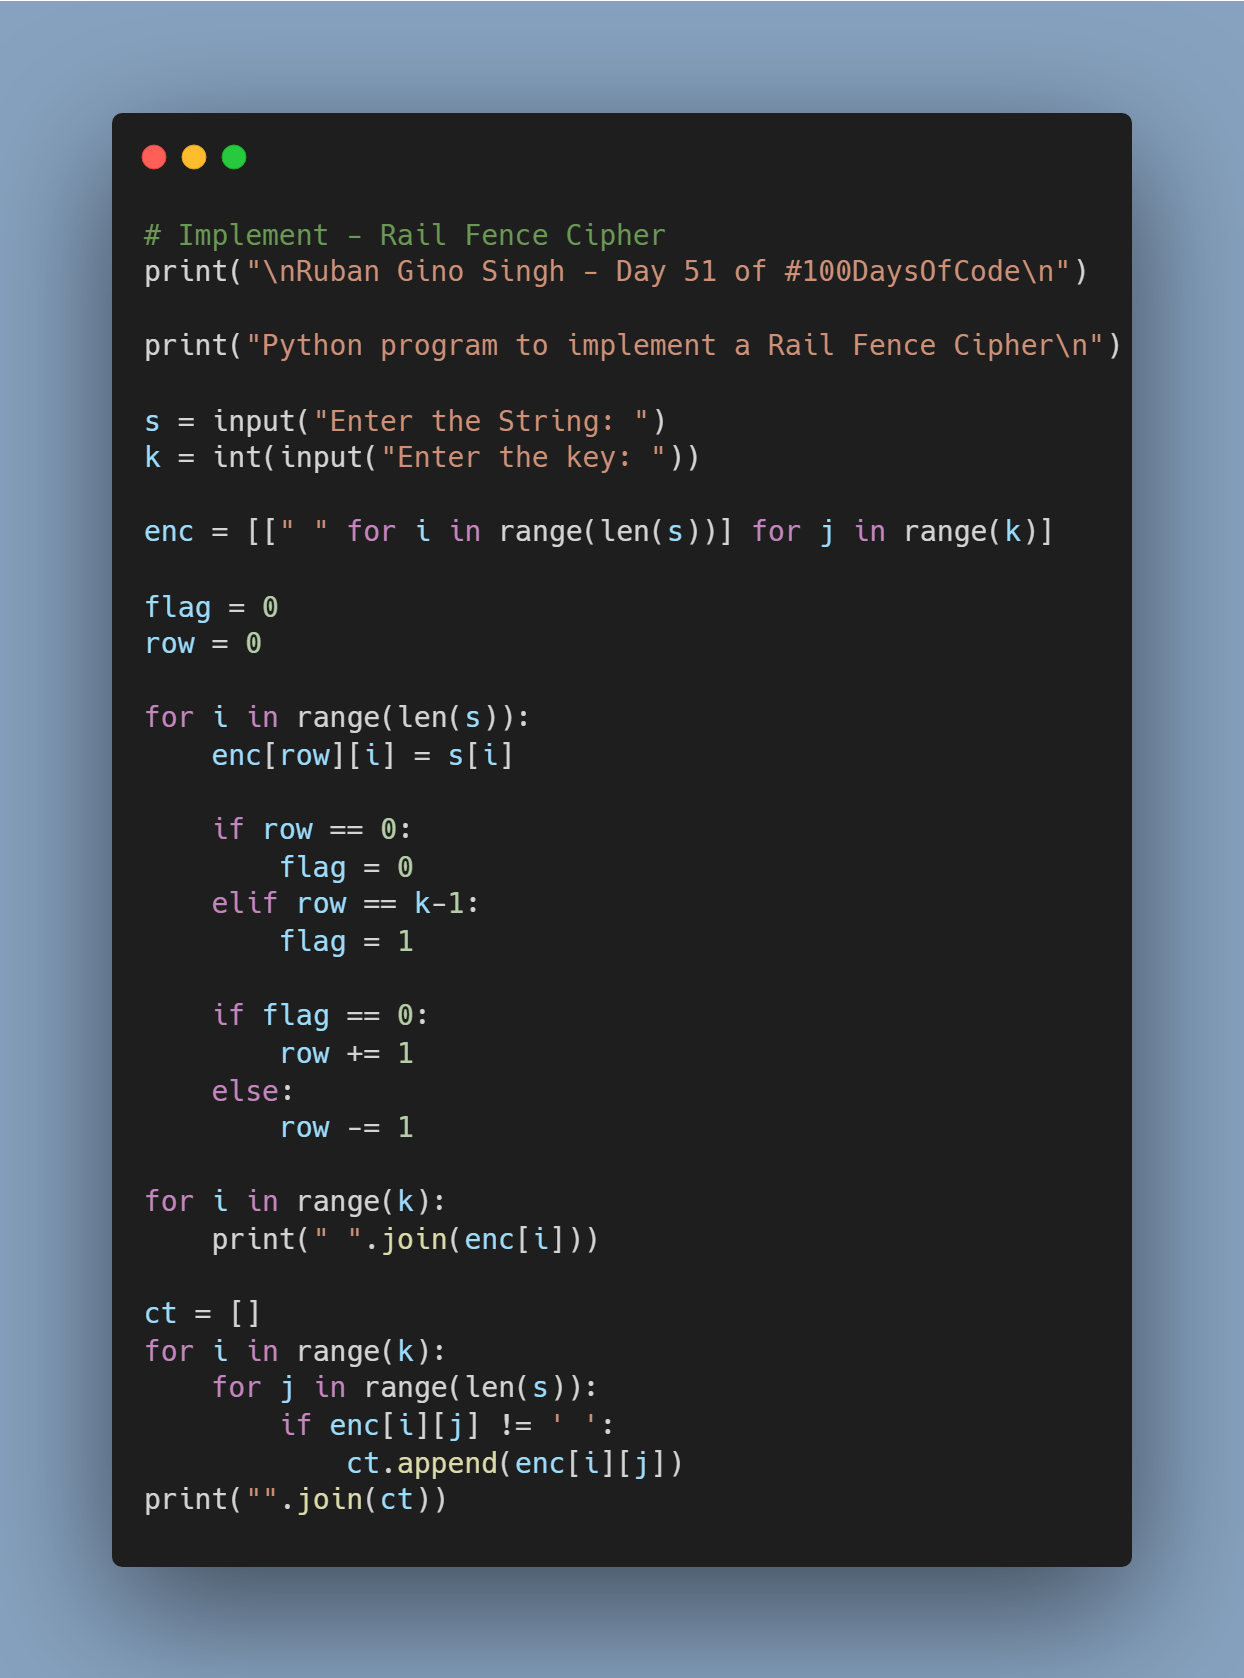 # Implement - Rail Fence Cipher
print("\nRuban Gino Singh - Day 51 of #100DaysOfCode\n")

print("Python program to implement a Rail Fence Cipher\n")

s = input("Enter the String: ")
k = int(input("Enter the key: "))

enc = [[" " for i in range(len(s))] for j in range(k)]

flag = 0
row = 0

for i in range(len(s)):
    enc[row][i] = s[i]

    if row == 0:
        flag = 0
    elif row == k-1:
        flag = 1

    if flag == 0:
        row += 1
    else:
        row -= 1

for i in range(k):
    print(" ".join(enc[i]))

ct = []
for i in range(k):
    for j in range(len(s)):
        if enc[i][j] != ' ':
            ct.append(enc[i][j])
print("".join(ct))